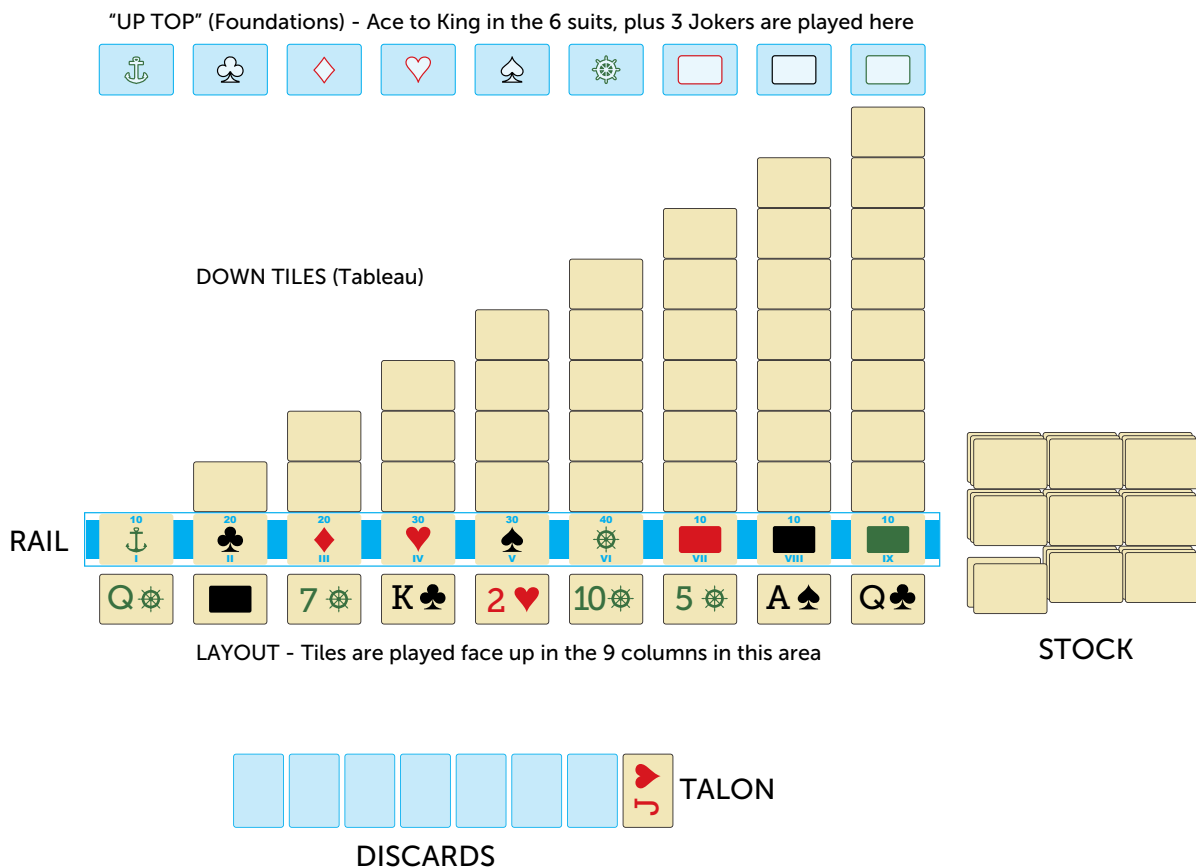 “UP TOP” (Foundations) - Ace to King in the 6 suits, plus 3 Jokers are played here
DOWN TILES (Tableau)
RAIL
10 20 20 30 30 40 10 10 10
I II III IV V VI VII VIII IX
Q 7 K♣ 2♥ 10 5 A♠ Q♣
LAYOUT - Tiles are played face up in the 9 columns in this area
STOCK
J♥
TALON
DISCARDS